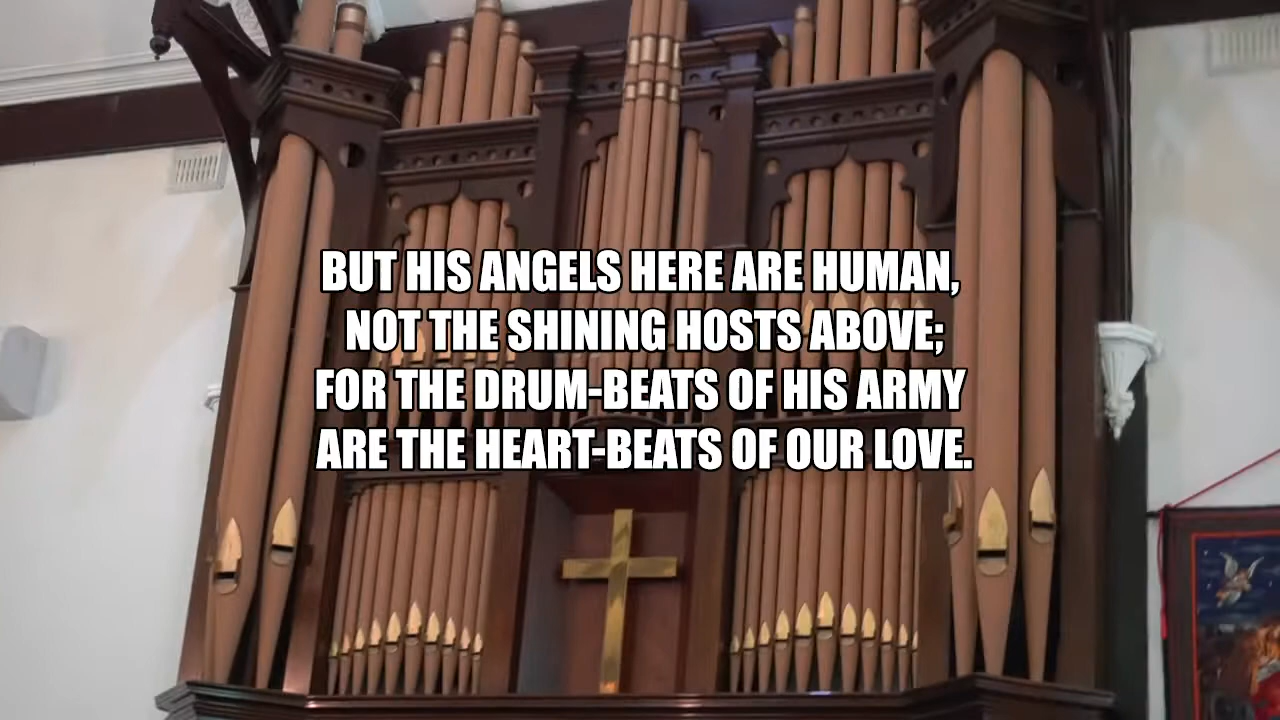 BUT HIS ANGELS HERE ARE HUMAN,
NOT THE SHINING HOSTS ABOVE;
FOR THE DRUM-BEATS OF HIS ARMY
ARE THE HEART-BEATS OF OUR LOVE.